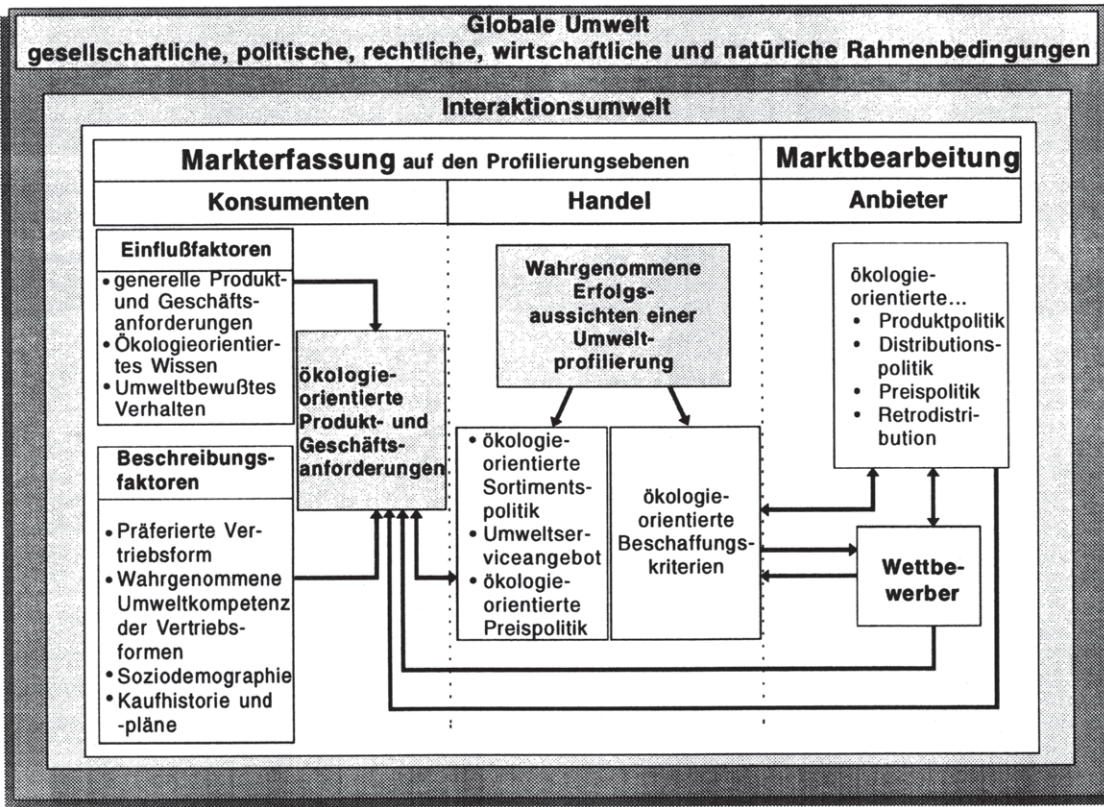 Globale Umwelt
gesellschaftliche, politische, rechtliche, wirtschaftliche und natürliche Rahmenbedingungen
Interaktionsumwelt
Markterfassung auf den Profilierungsebenen
Marktbearbeitung
Konsumenten
Handel
Anbieter
Einflußfaktoren
• generelle Produkt-
und Geschäfts-
anforderungen
• Ökologieorientier-
tes Wissen
• Umweltbewußtes
Verhalten
Beschreibungs-
faktoren
• Präferierte Ver-
triebsform
• Wahrgenommene
Umweltkompetenz
der Vertriebs-
formen
• Soziodemographie
• Kaufhistorie und
-pläne
ökologie-
orientierte
Produkt- und
Geschäfts-
anforderungen
Wahrgenommene
Erfolgs-
aussichten einer
Umwelt-
profilierung
• ökologie-
orientierte
Sortiments-
politik
• Umweltser-
viceangebot
• ökologie-
orientierte
Preispolitik
ökologie-
orientierte
Beschaffungs-
kriterien
ökologie-
orientierte...
• Produktpolitik
• Distributions-
politik
• Preispolitik
• Retrodistri-
bution
Wettbe-
werber